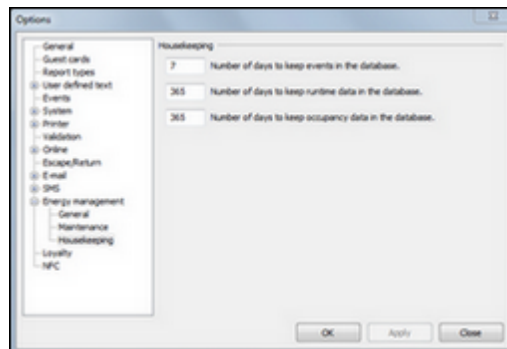 Options
General
Guest cards
Report types
User defined text
Events
System
Printer
Validation
Online
Escape/Return
E-mail
SMS
Energy management
General
Maintenance
Housekeeping
Loyalty
NFC
Housekeeping
7 Number of days to keep events in the database.
365 Number of days to keep runtime data in the database.
365 Number of days to keep occupancy data in the database.
OK Apply Close